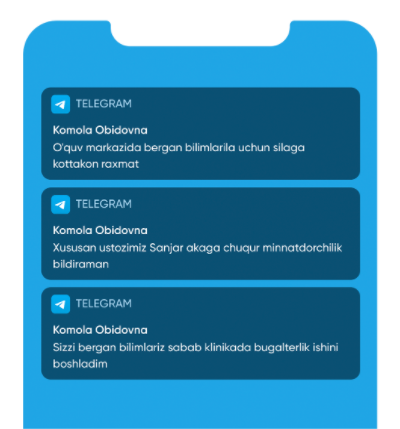 TELEGRAM
Komola Obidovna
O'quv markazida bergan bilimlarila uchun silaga
kottakon raxmat
TELEGRAM
Komola Obidovna
Xususan ustozimiz Sanjar akaga chuqur minnatdorchilik
bildiraman
TELEGRAM
Komola Obidovna
Sizzi bergan bilimlariz sabab klinikada bugalterlik ishini
boshladim